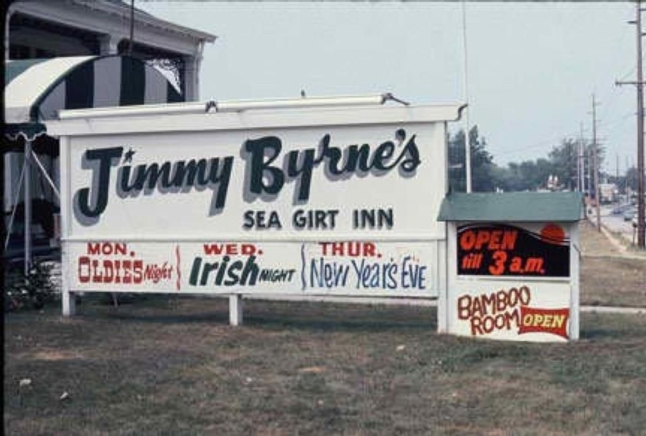 Jimmy Byrne's
SEA GIRT INN
MON.
OLDIES Night
WED.
IRisH NIGHT
THUR.
New Years EvE
OPEN
till 3 a.m.
BAMBOO
ROOM OPEN